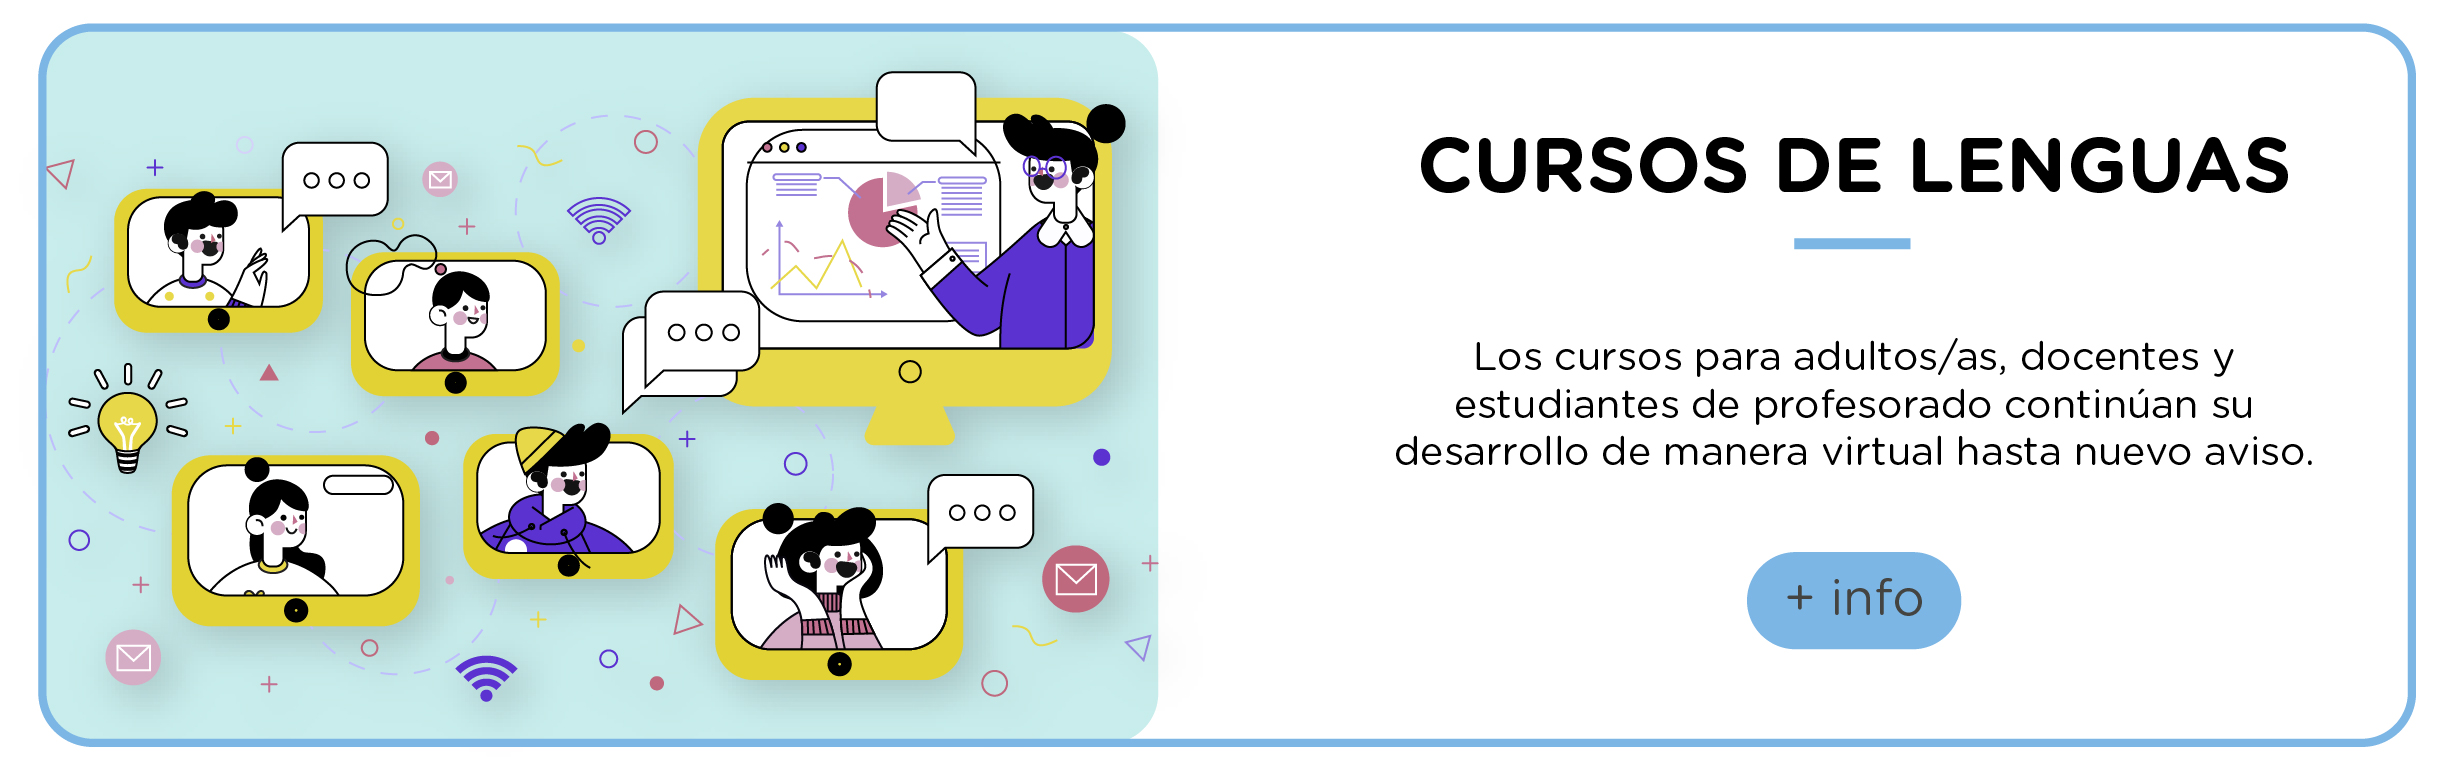 CURSOS DE LENGUAS
Los cursos para adultos/as, docentes y
estudiantes de profesorado continúan su
desarrollo de manera virtual hasta nuevo aviso.
+ info